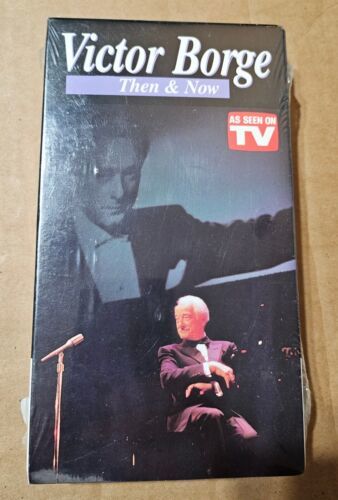 Victor Borge
Then & Now
AS SEEN ON
TV